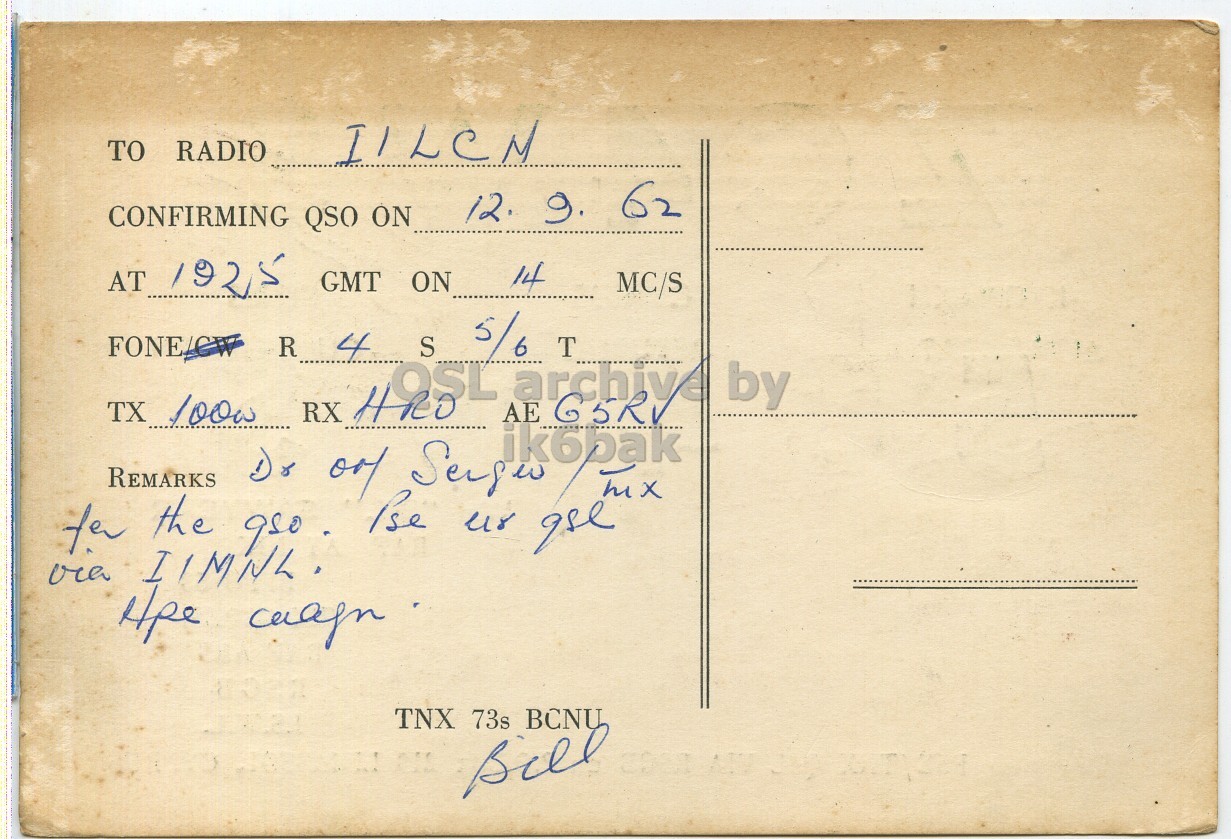 TO RADIO I1LCN
CONFIRMING QSO ON 12. 9. 62
AT 1925 GMT ON 14 MC/S
FONE/CW R 4 S 5/6 T
TX 100w RX HRO AE G5RV
QSL archive by
ik6bak
REMARKS Dr om Sergio / tnx
fer the qso. Pse ur qsl
via I1MNL.
Hpe cuagn.
TNX 73s BCNU
Bill